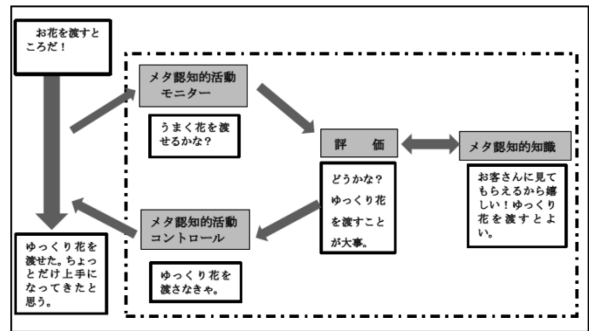 お花を渡すと
ころだ！
メタ認知的活動
モニター
うまく花を渡
せるかな？
評　価
メタ認知的知識
どうかな？
ゆっくり花
を渡すこと
が大事。
お客さんに見て
もらえるから嬉
しい！ゆっくり
花を渡すとよ
い。
メタ認知的活動
コントロール
ゆっくり花を
渡さなきゃ。
ゆっくり花を
渡せた。ちょっ
とだけ上手に
なってきたと
思う。